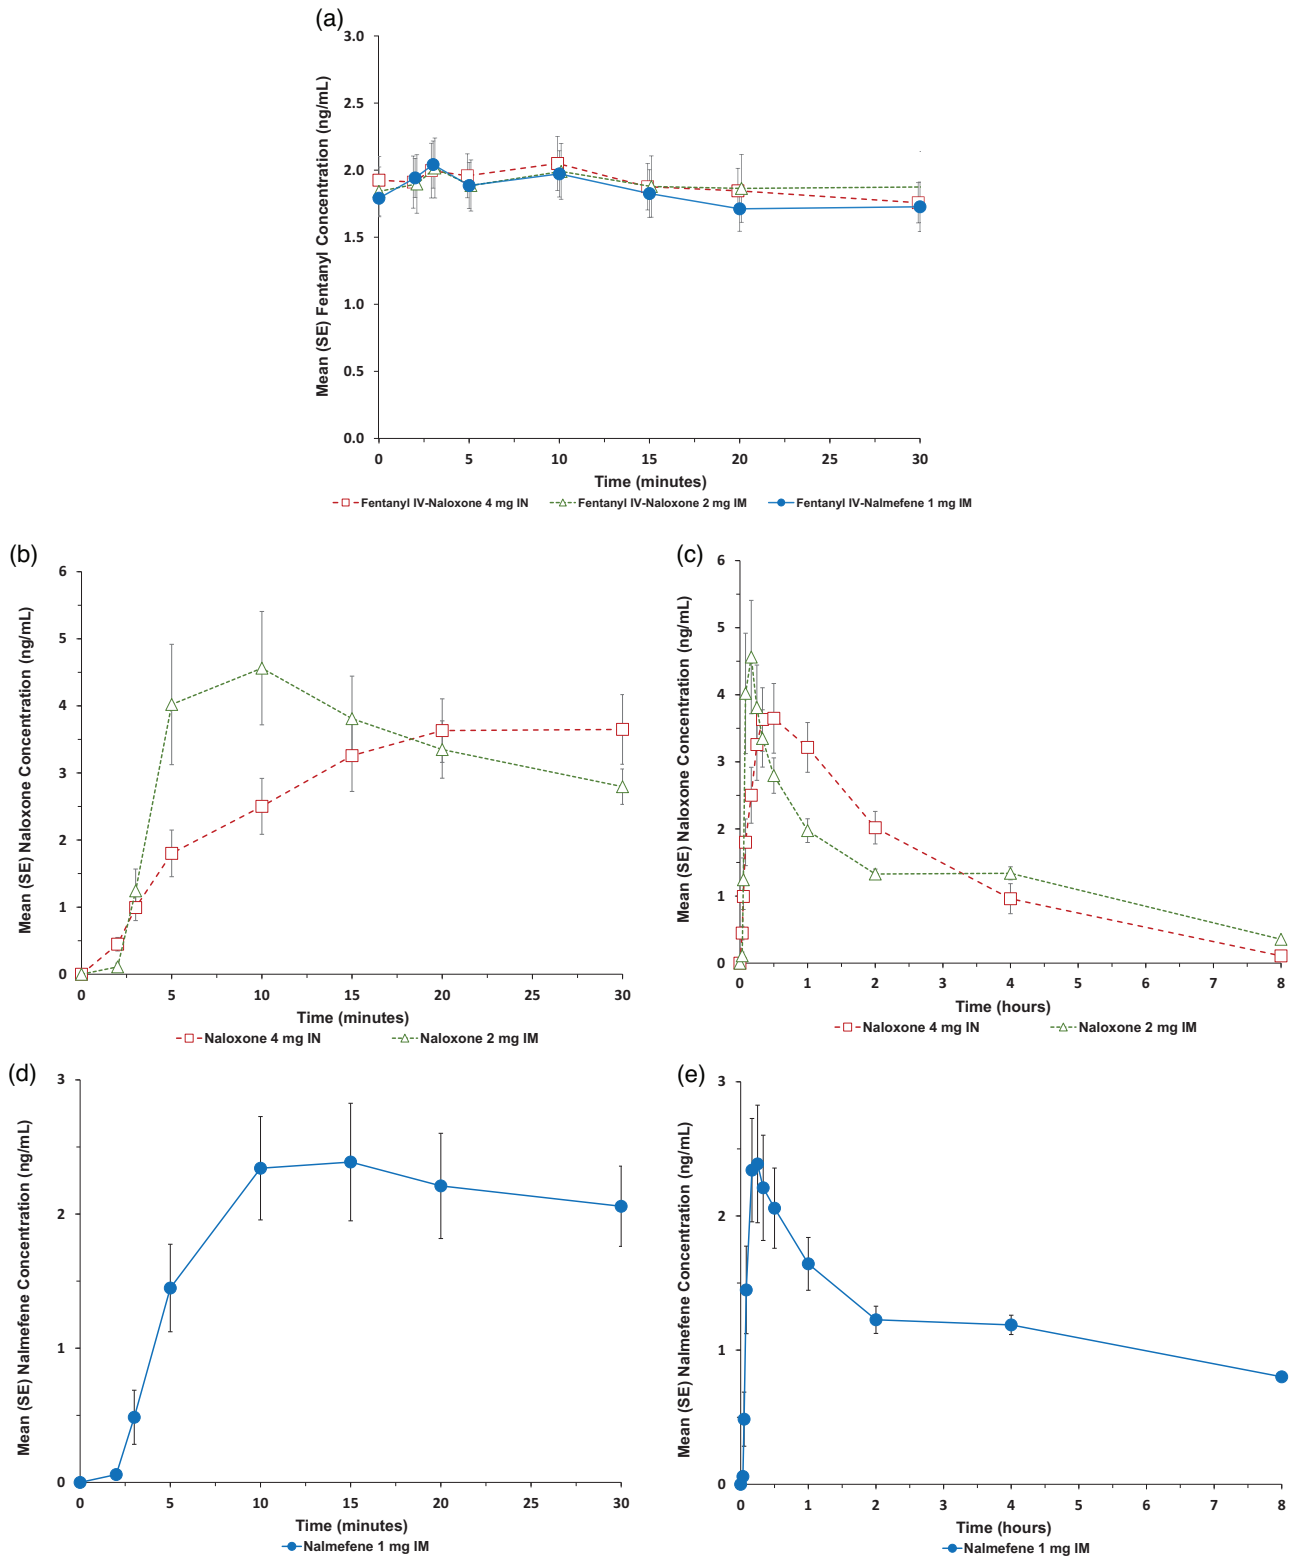 (a)
Mean (SE) Fentanyl Concentration (ng/mL)
3.0
2.5
2.0
1.5
1.0
0.5
0.0
0 5 10 15 20 25 30
Time (minutes)
Fentanyl IV-Naloxone 4 mg IN Fentanyl IV-Naloxone 2 mg IM Fentanyl IV-Nalmefene 1 mg IM
(b)
Mean (SE) Naloxone Concentration (ng/mL)
6
5
4
3
2
1
0
0 5 10 15 20 25 30
Time (minutes)
Naloxone 4 mg IN Naloxone 2 mg IM
(c)
Mean (SE) Naloxone Concentration (ng/mL)
6
5
4
3
2
1
0
0 1 2 3 4 5 6 7 8
Time (hours)
Naloxone 4 mg IN Naloxone 2 mg IM
(d)
Mean (SE) Nalmefene Concentration (ng/mL)
3
2
1
0
0 5 10 15 20 25 30
Time (minutes)
Nalmefene 1 mg IM
(e)
Mean (SE) Nalmefene Concentration (ng/mL)
3
2
1
0
0 1 2 3 4 5 6 7 8
Time (hours)
Nalmefene 1 mg IM